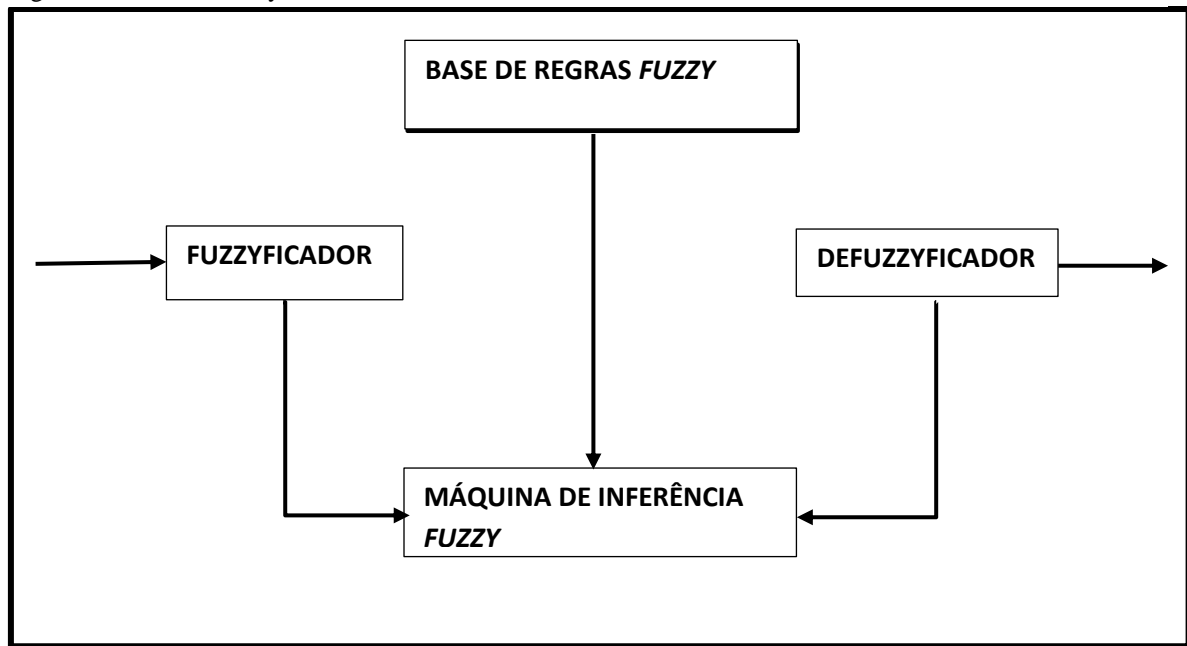 BASE DE REGRAS FUZZY
FUZZYFICADOR
DEFUZZYFICADOR
MÁQUINA DE INFERÊNCIA
FUZZY